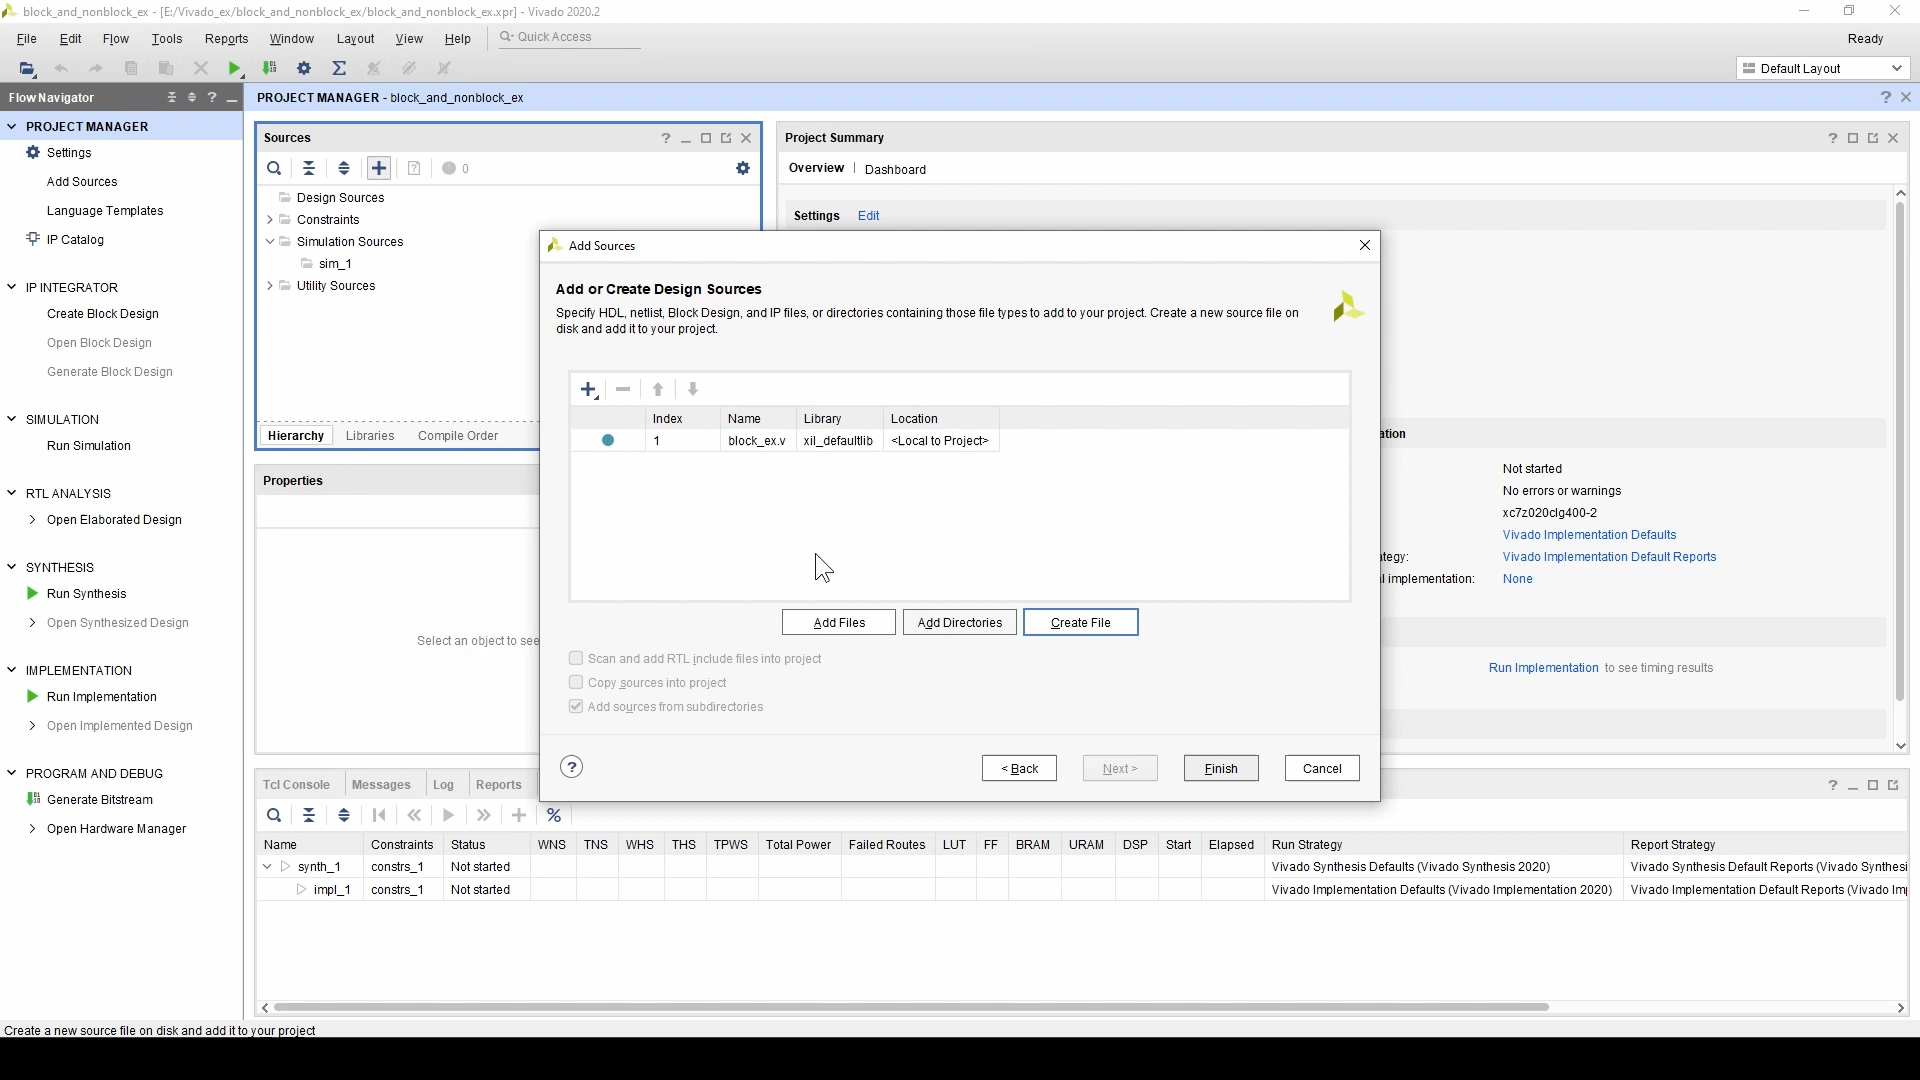 block_and_nonblock_ex - [E:/Vivado_ex/block_and_nonblock_ex/block_and_nonblock_ex.xpr] - Vivado 2020.2
File Edit Flow Tools Reports Window Layout View Help Quick Access Ready
Default Layout
Flow Navigator
PROJECT MANAGER - block_and_nonblock_ex
PROJECT MANAGER
Settings
Add Sources
Language Templates
IP Catalog
IP INTEGRATOR
Create Block Design
Open Block Design
Generate Block Design
SIMULATION
Run Simulation
RTL ANALYSIS
Open Elaborated Design
SYNTHESIS
Run Synthesis
Open Synthesized Design
IMPLEMENTATION
Run Implementation
Open Implemented Design
PROGRAM AND DEBUG
Generate Bitstream
Open Hardware Manager
Sources
0
Design Sources
Constraints
Simulation Sources
sim_1
Utility Sources
Hierarchy Libraries Compile Order
Properties
Select an object to see
Project Summary
Overview Dashboard
Settings Edit
ation
Not started
No errors or warnings
xc7z020clg400-2
Vivado Implementation Defaults
ategy: Vivado Implementation Default Reports
l implementation: None
Run Implementation to see timing results
Add Sources
Add or Create Design Sources
Specify HDL, netlist, Block Design, and IP files, or directories containing those file types to add to your project. Create a new source file on
disk and add it to your project.
Index Name Library Location
1 block_ex.v xil_defaultlib <Local to Project>
Add Files Add Directories Create File
Scan and add RTL include files into project
Copy sources into project
Add sources from subdirectories
? < Back Next > Finish Cancel
Tcl Console Messages Log Reports
Name Constraints Status WNS TNS WHS THS TPWS Total Power Failed Routes LUT FF BRAM URAM DSP Start Elapsed Run Strategy Report Strategy
synth_1 constrs_1 Not started Vivado Synthesis Defaults (Vivado Synthesis 2020) Vivado Synthesis Default Reports (Vivado Synthesi
impl_1 constrs_1 Not started Vivado Implementation Defaults (Vivado Implementation 2020) Vivado Implementation Default Reports (Vivado Im
Create a new source file on disk and add it to your project